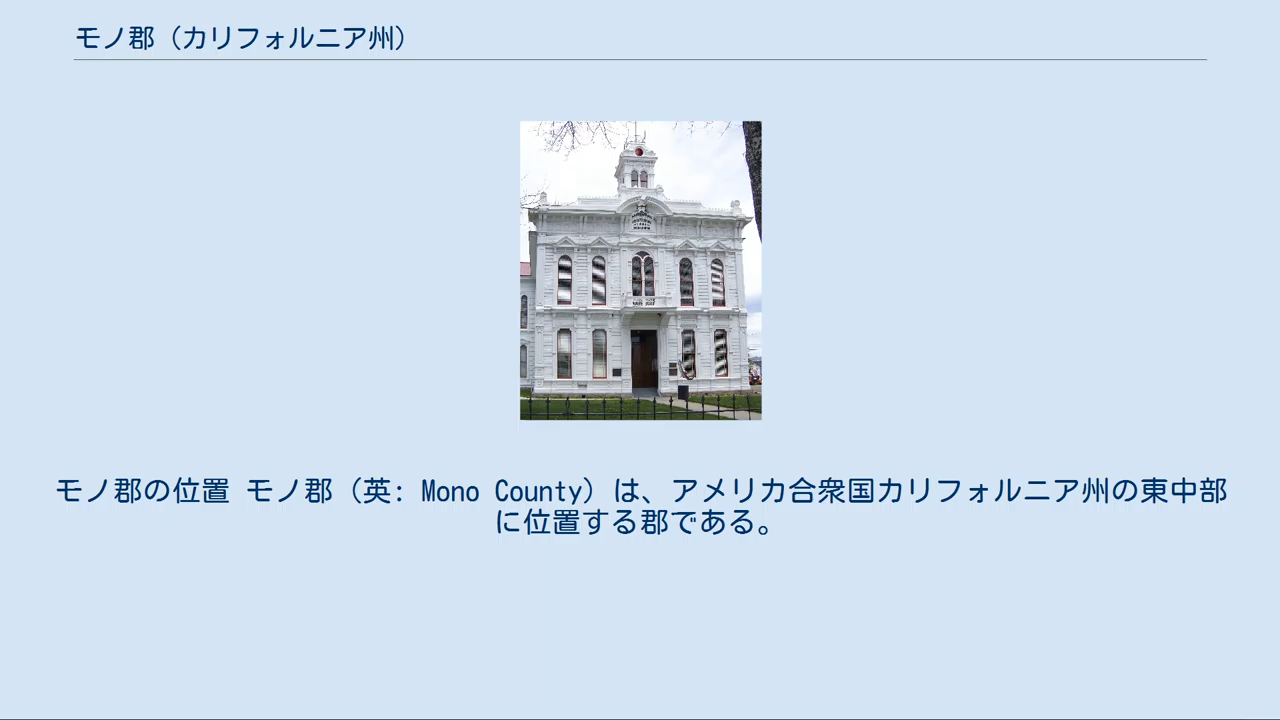 モノ郡（カリフォルニア州）
モノ郡の位置 モノ郡（英: Mono County）は、アメリカ合衆国カリフォルニア州の東中部
に位置する郡である。